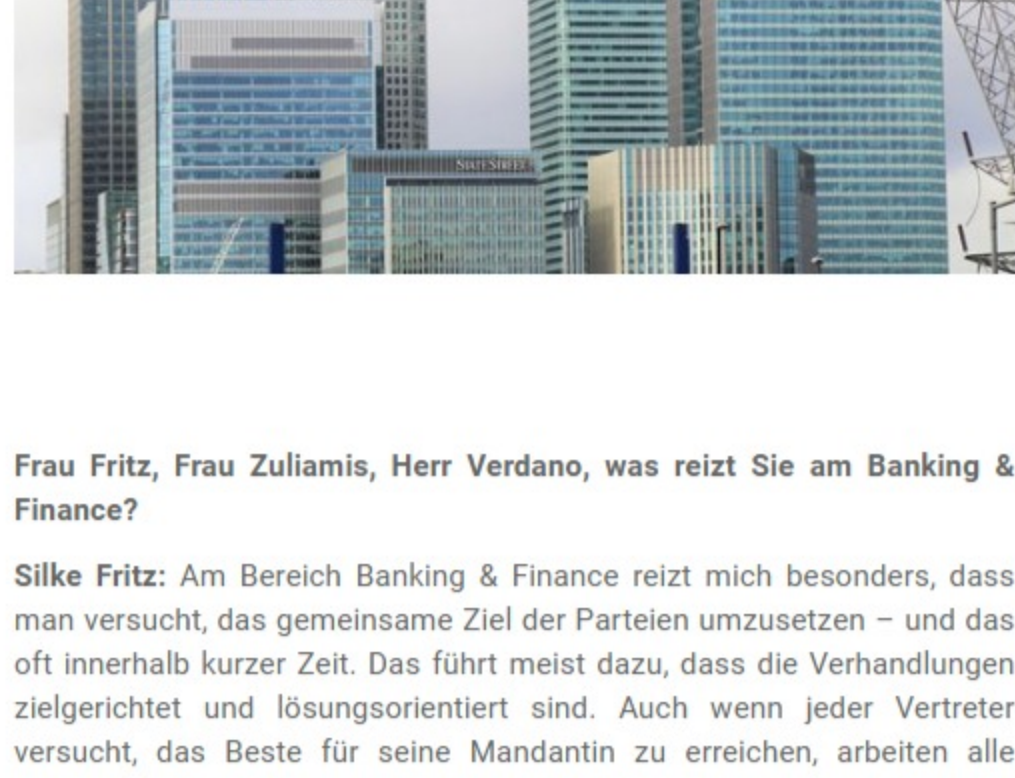 STATE STREET
Frau Fritz, Frau Zuliamis, Herr Verdano, was reizt Sie am Banking &
Finance?
Silke Fritz: Am Bereich Banking & Finance reizt mich besonders, dass
man versucht, das gemeinsame Ziel der Parteien umzusetzen – und das
oft innerhalb kurzer Zeit. Das führt meist dazu, dass die Verhandlungen
zielgerichtet und lösungsorientiert sind. Auch wenn jeder Vertreter
versucht, das Beste für seine Mandantin zu erreichen, arbeiten alle